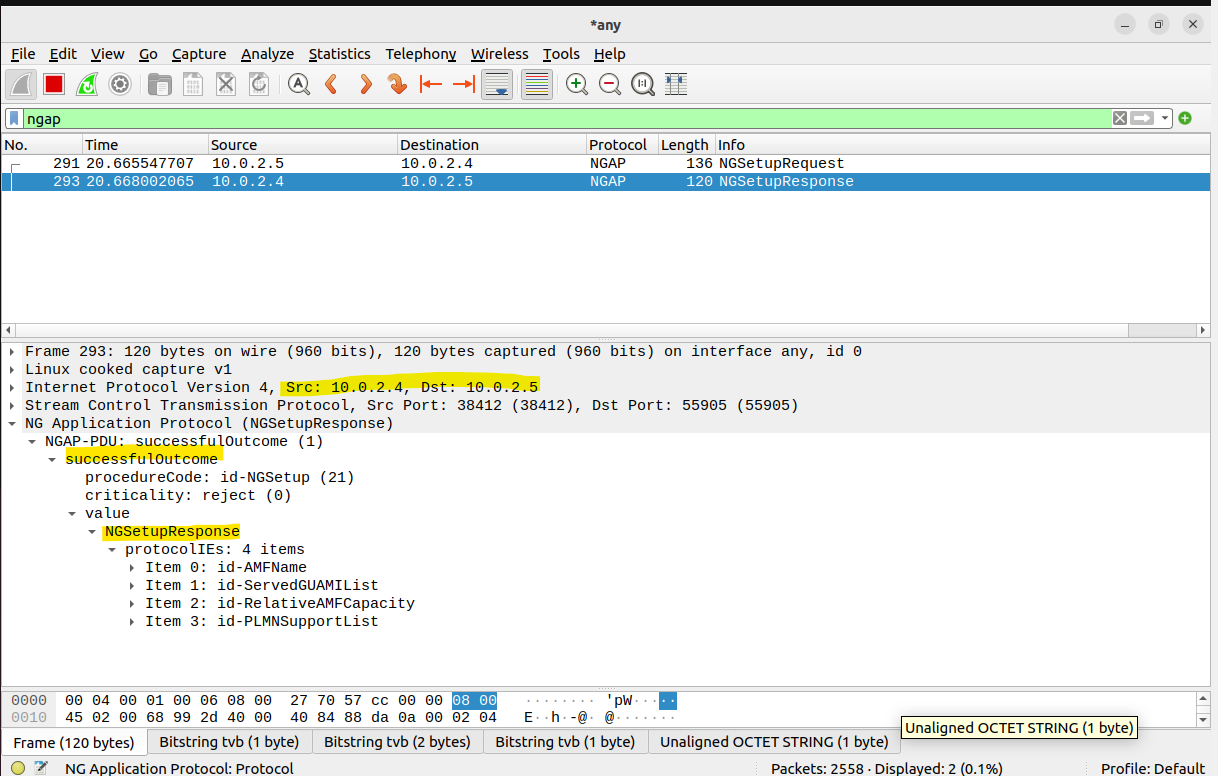 *any
File Edit View Go Capture Analyze Statistics Telephony Wireless Tools Help
ngap
No. Time Source Destination Protocol Length Info
291 20.665547707 10.0.2.5 10.0.2.4 NGAP 136 NGSetupRequest
293 20.668002065 10.0.2.4 10.0.2.5 NGAP 120 NGSetupResponse
Frame 293: 120 bytes on wire (960 bits), 120 bytes captured (960 bits) on interface any, id 0
Linux cooked capture v1
Internet Protocol Version 4, Src: 10.0.2.4, Dst: 10.0.2.5
Stream Control Transmission Protocol, Src Port: 38412 (38412), Dst Port: 55905 (55905)
NG Application Protocol (NGSetupResponse)
NGAP-PDU: successfulOutcome (1)
successfulOutcome
procedureCode: id-NGSetup (21)
criticality: reject (0)
value
NGSetupResponse
protocolIEs: 4 items
Item 0: id-AMFName
Item 1: id-ServedGUAMIList
Item 2: id-RelativeAMFCapacity
Item 3: id-PLMNSupportList
0000 00 04 00 01 00 06 08 00 27 70 57 cc 00 00 08 00 ········ 'pW·····
0010 45 02 00 68 99 2d 40 00 40 84 88 da 0a 00 02 04 E··h·-@· @·······
Unaligned OCTET STRING (1 byte)
Frame (120 bytes) Bitstring tvb (1 byte) Bitstring tvb (2 bytes) Bitstring tvb (1 byte) Unaligned OCTET STRING (1 byte)
NG Application Protocol: Protocol Packets: 2558 · Displayed: 2 (0.1%) Profile: Default